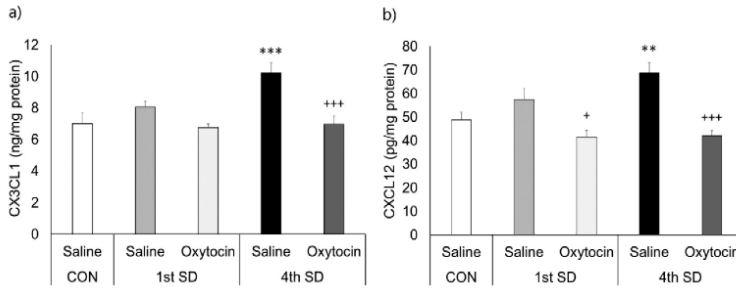 a)
CX3CL1 (ng/mg protein)
12
10
8
6
4
2
0
***
+++
Saline Saline Oxytocin Saline Oxytocin
CON 1st SD 4th SD
b)
CXCL12 (pg/mg protein)
80
70
60
50
40
30
20
10
0
**
+
+++
Saline Saline Oxytocin Saline Oxytocin
CON 1st SD 4th SD